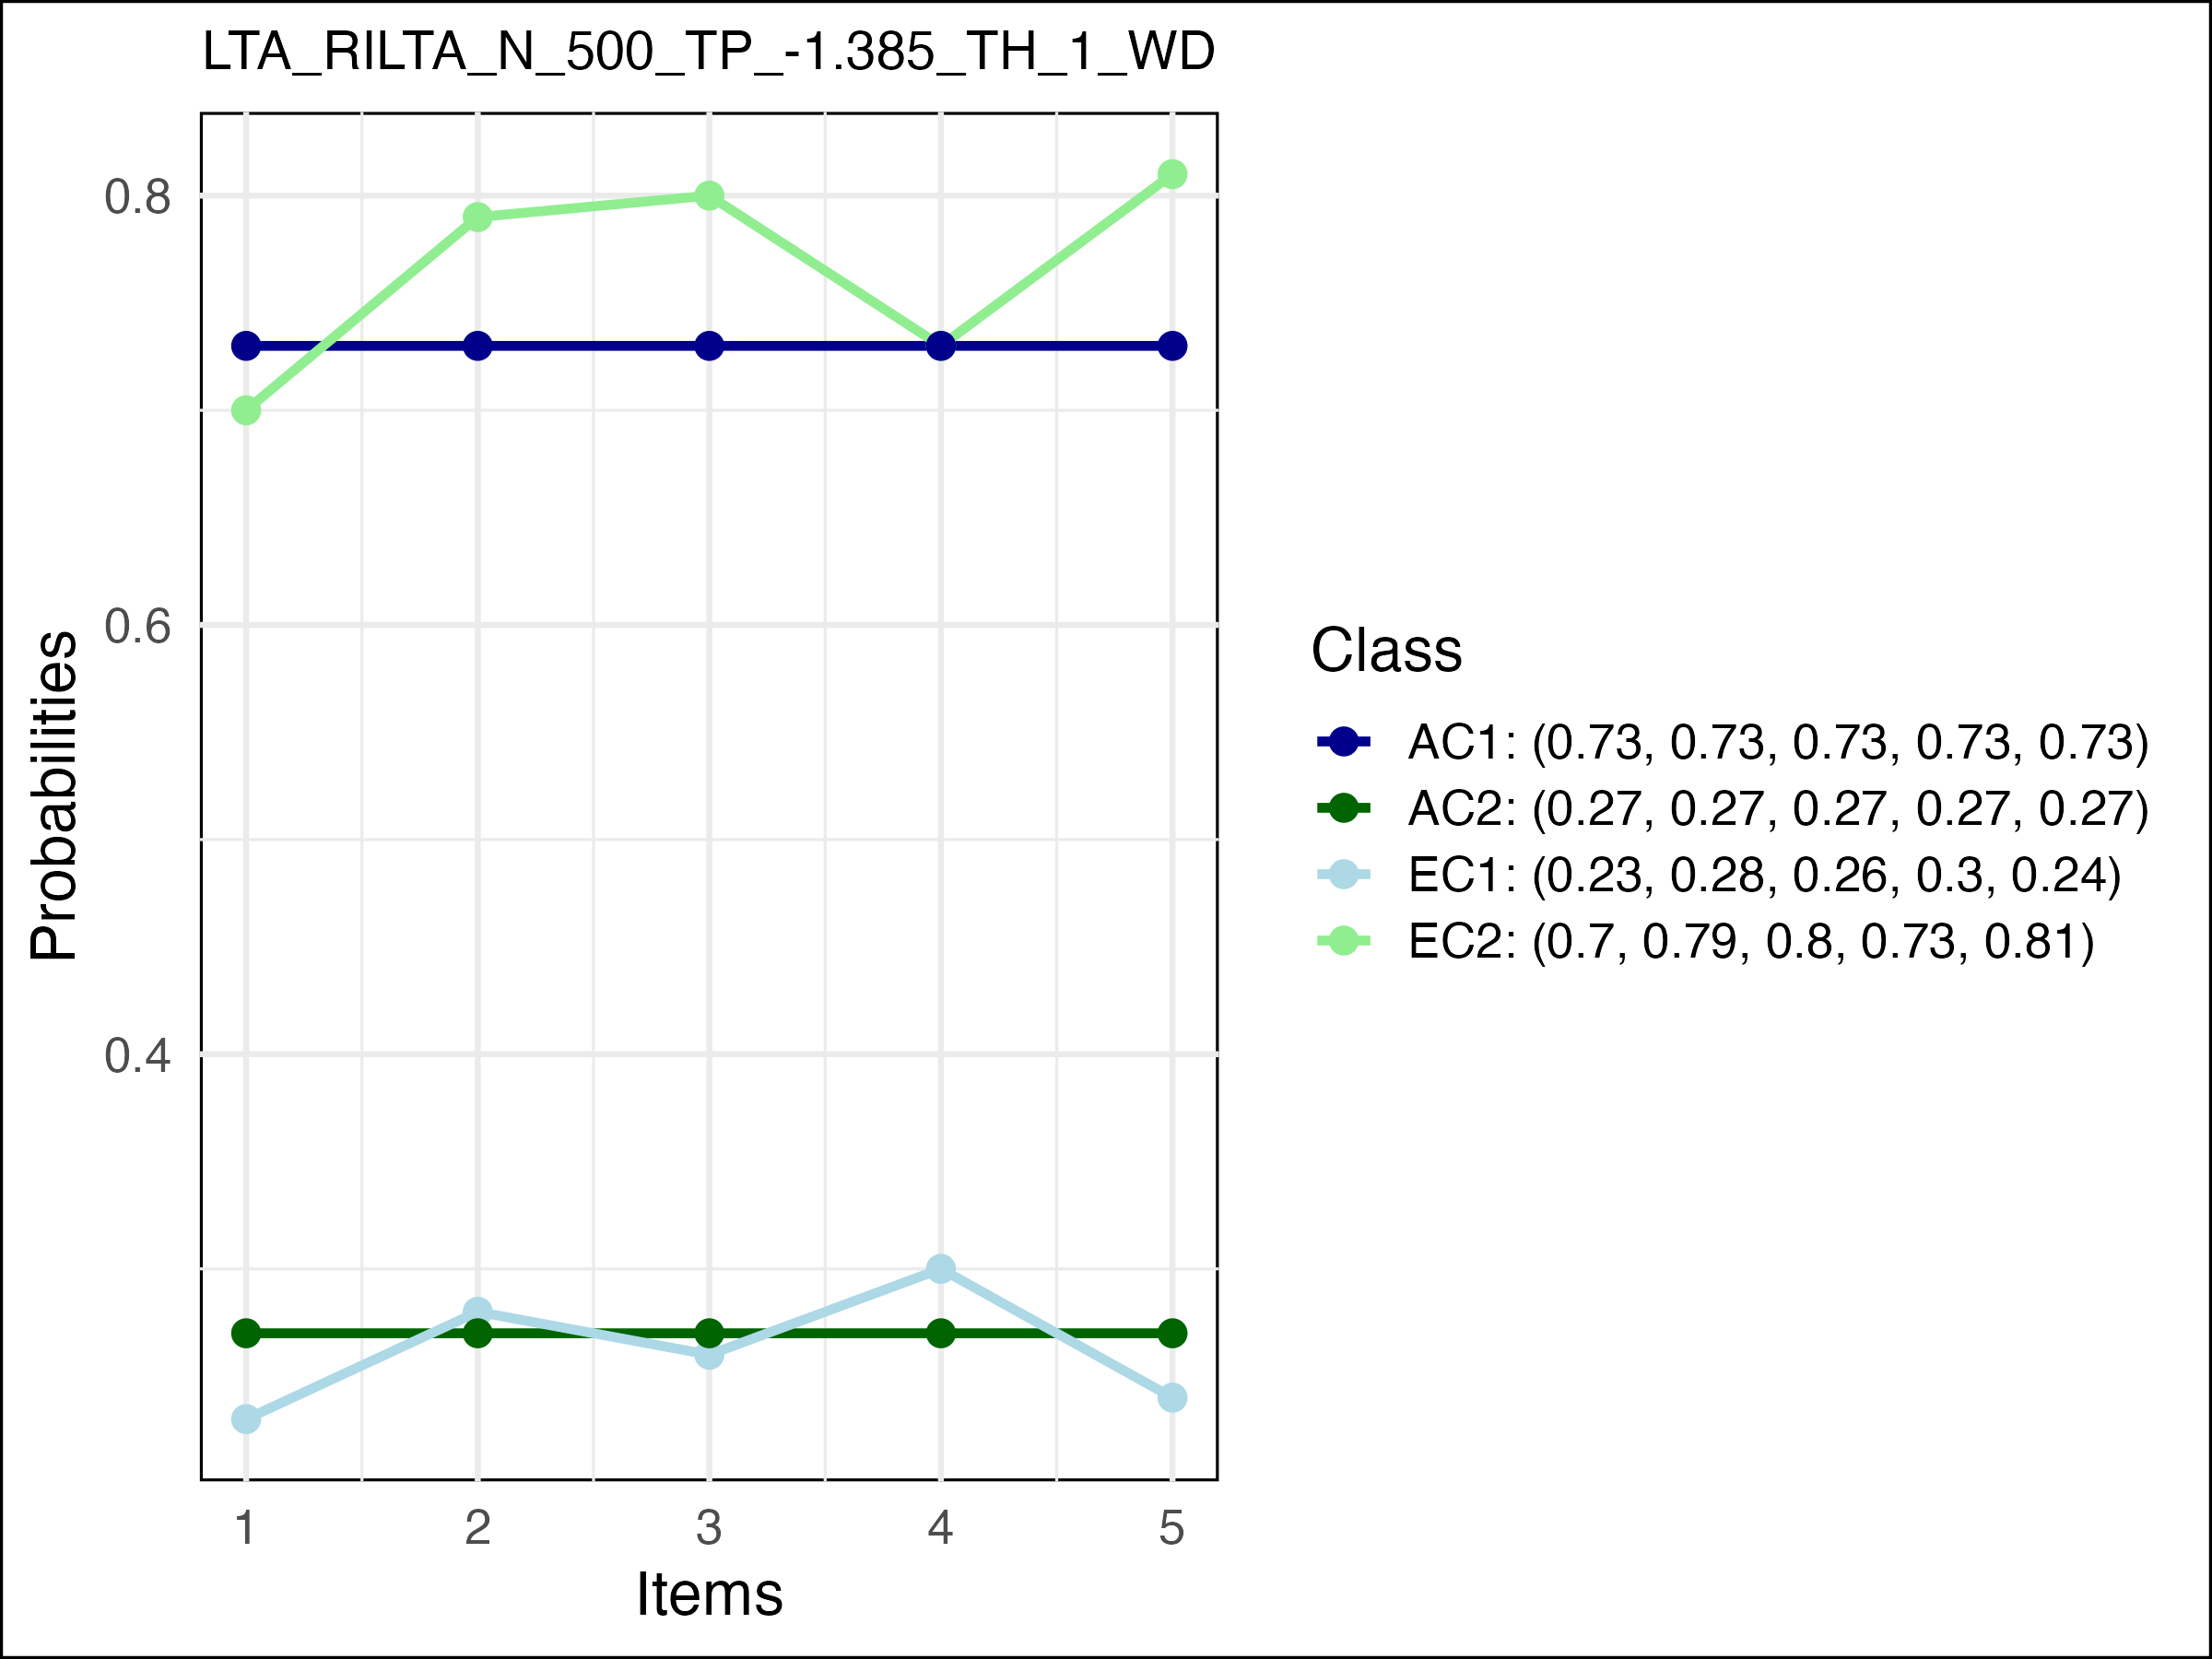 LTA_RILTA_N_500_TP_-1.385_TH_1_WD
0.8
0.6
0.4
Probabilities
1 2 3 4 5
Items
Class
AC1: (0.73, 0.73, 0.73, 0.73, 0.73)
AC2: (0.27, 0.27, 0.27, 0.27, 0.27)
EC1: (0.23, 0.28, 0.26, 0.3, 0.24)
EC2: (0.7, 0.79, 0.8, 0.73, 0.81)